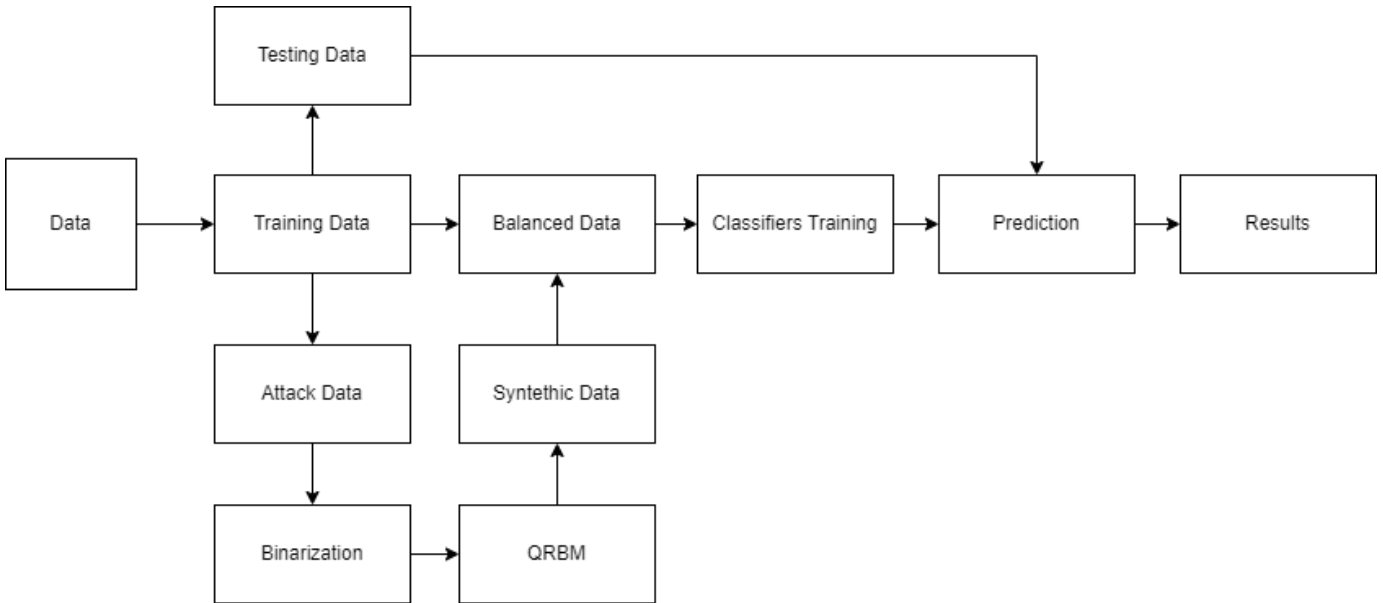 Testing Data
Data
Training Data
Balanced Data
Classifiers Training
Prediction
Results
Attack Data
Syntethic Data
Binarization
QRBM